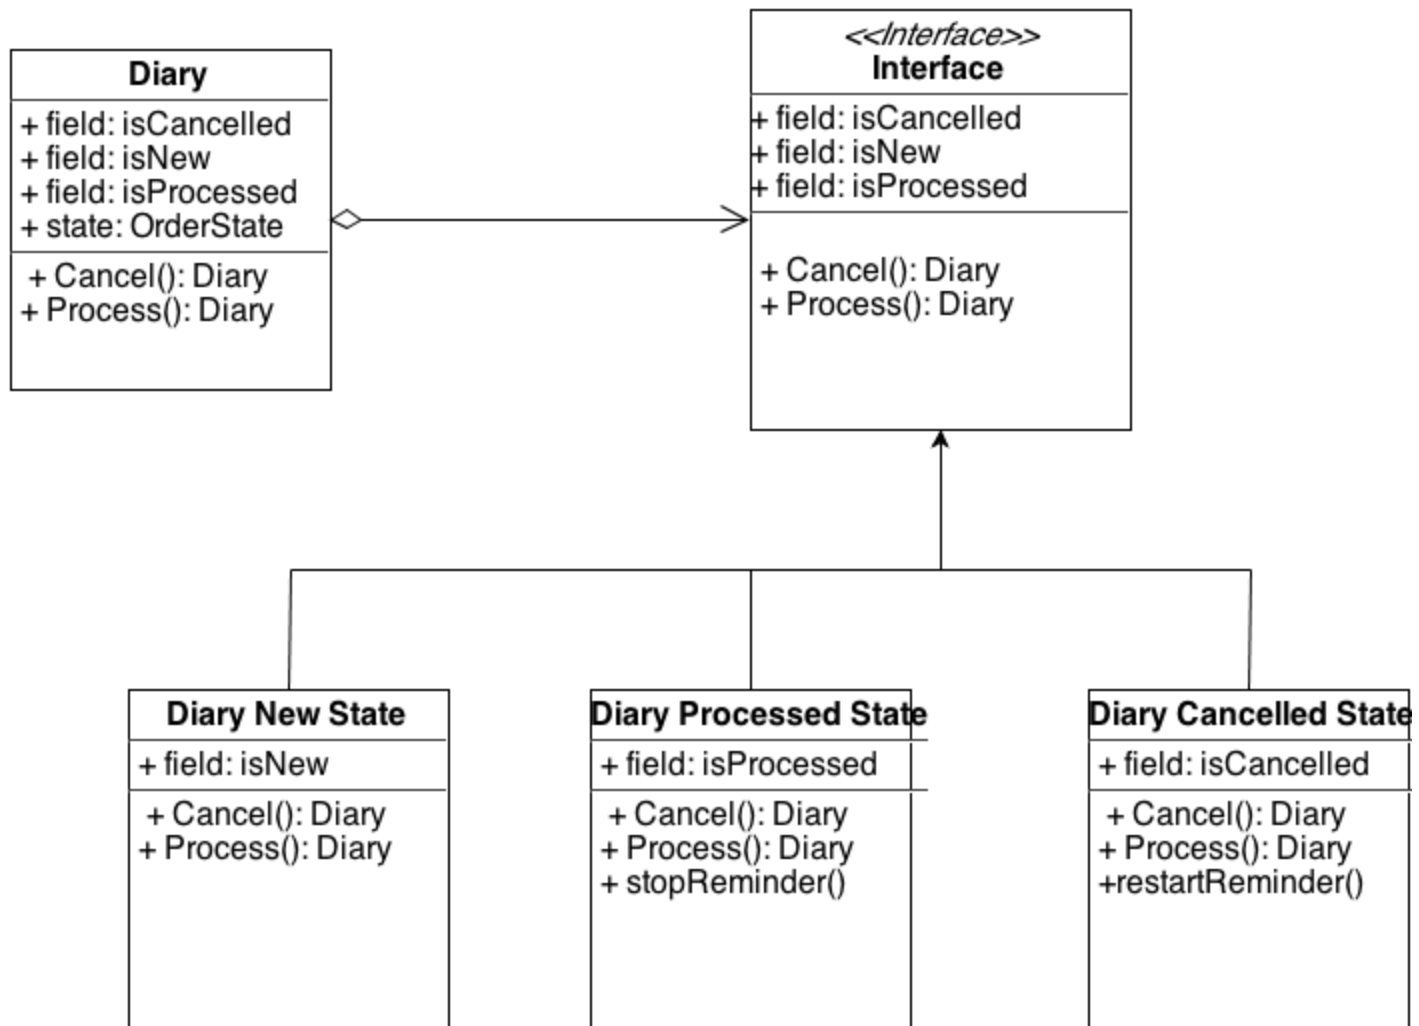 Diary
+ field: isCancelled
+ field: isNew
+ field: isProcessed
+ state: OrderState
+ Cancel(): Diary
+ Process(): Diary
<<Interface>>
Interface
+ field: isCancelled
+ field: isNew
+ field: isProcessed
+ Cancel(): Diary
+ Process(): Diary
Diary New State
+ field: isNew
+ Cancel(): Diary
+ Process(): Diary
Diary Processed State
+ field: isProcessed
+ Cancel(): Diary
+ Process(): Diary
+ stopReminder()
Diary Cancelled State
+ field: isCancelled
+ Cancel(): Diary
+ Process(): Diary
+restartReminder()